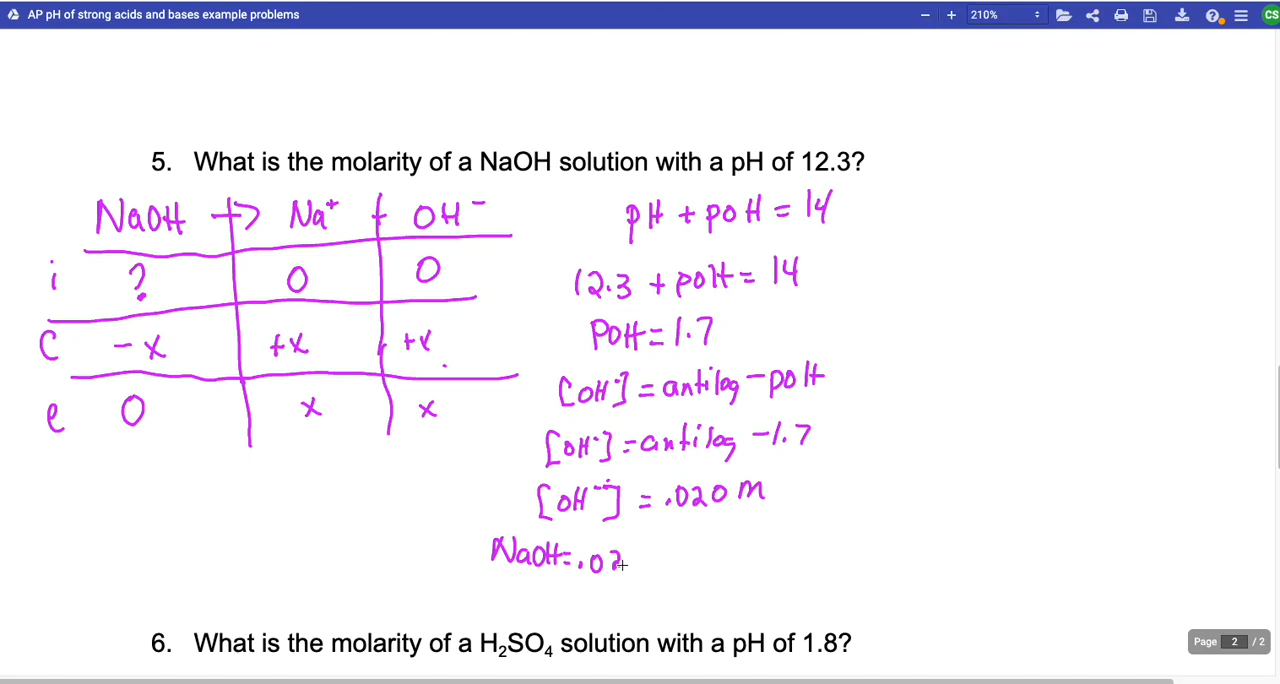 AP pH of strong acids and bases example problems
210%
CS
5. What is the molarity of a NaOH solution with a pH of 12.3?
NaOH → Na⁺ + OH⁻
i ? 0 0
C -x +x +x
e 0 x x
pH + pOH = 14
12.3 + pOH = 14
POH = 1.7
[OH⁻] = antilog -pOH
[OH⁻] = antilog -1.7
[OH⁻] = .020 M
NaOH = .02
6. What is the molarity of a H₂SO₄ solution with a pH of 1.8?
Page 2 / 2